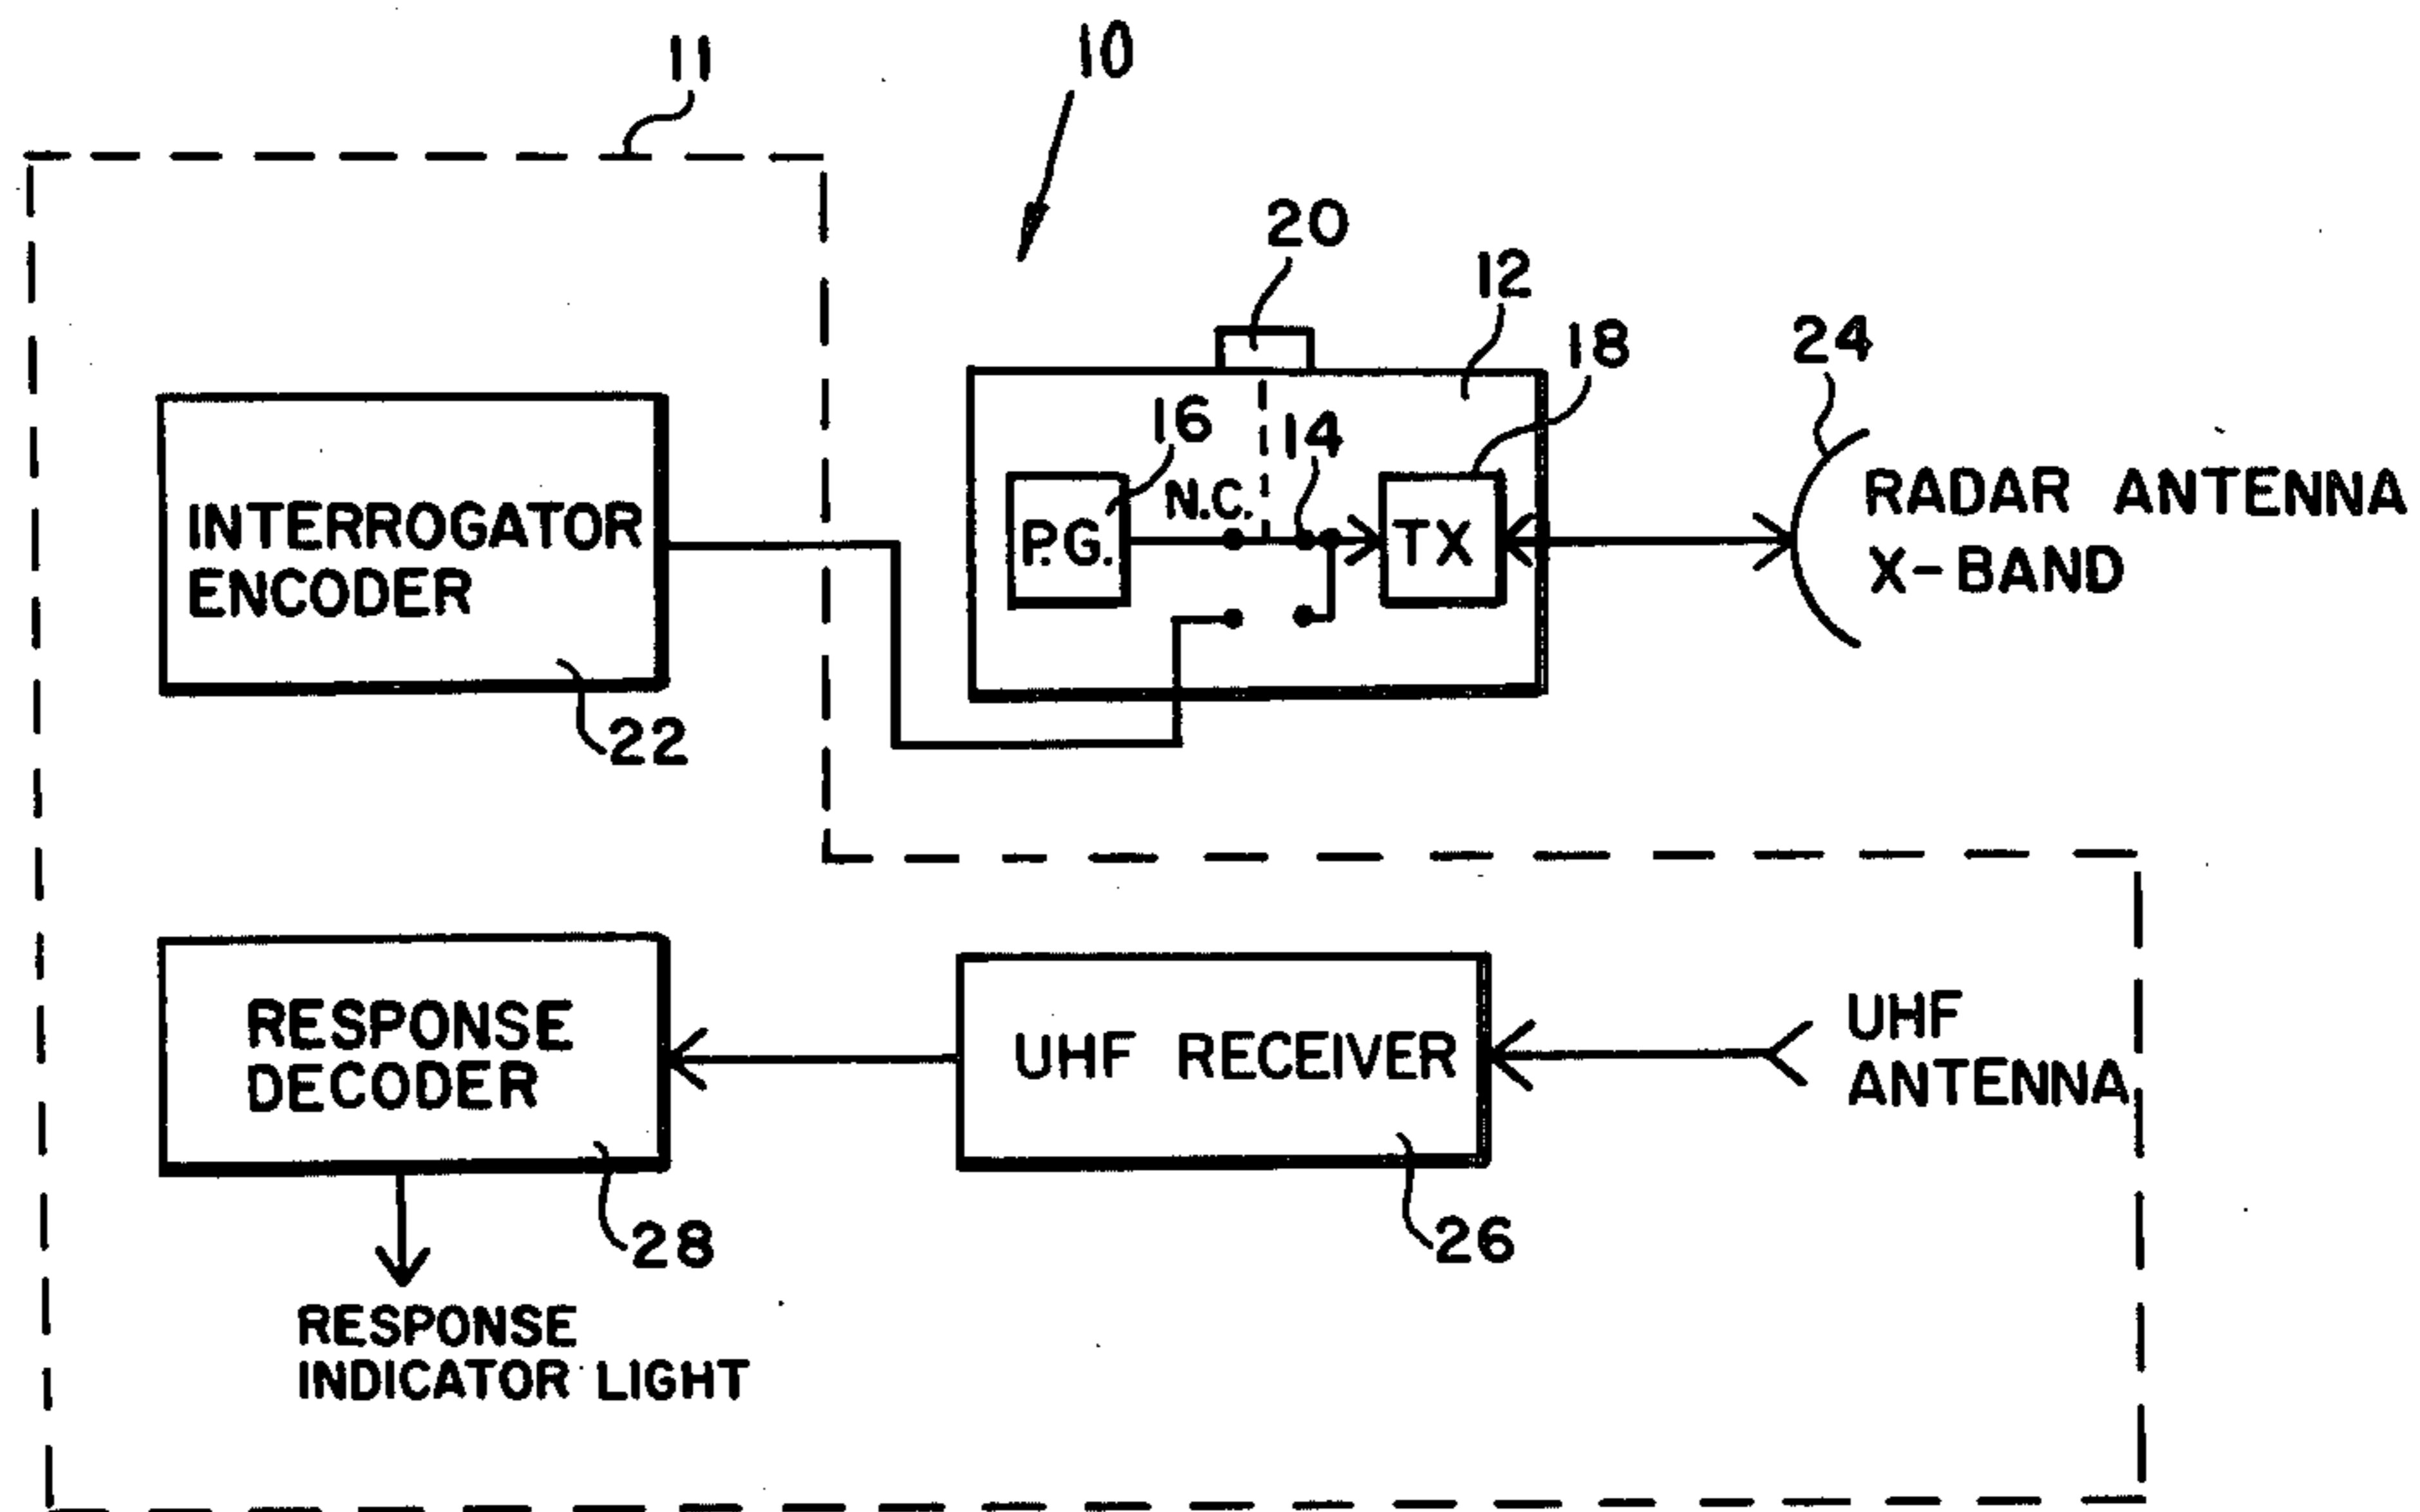 11
10
20
12
18
24
16
14
N.C.
P.G.
TX
RADAR ANTENNA
X-BAND
INTERROGATOR
ENCODER
22
RESPONSE
DECODER
UHF RECEIVER
UHF
ANTENNA
28
26
RESPONSE
INDICATOR LIGHT